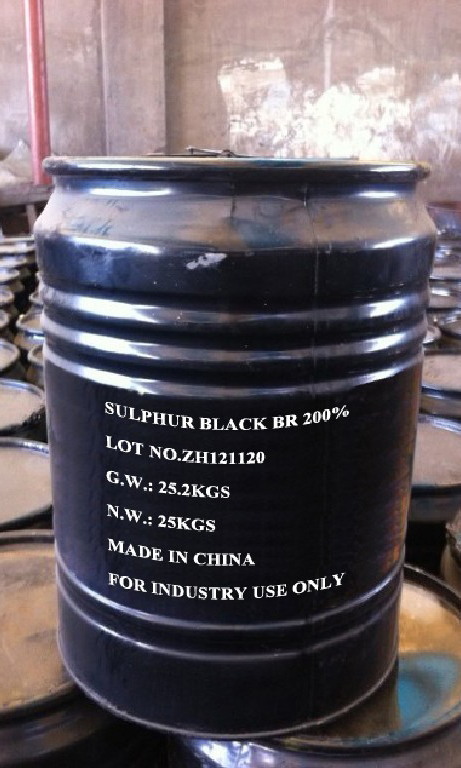 SULPHUR BLACK BR 200%
LOT NO.ZH121120
G.W.: 25.2KGS
N.W.: 25KGS
MADE IN CHINA
FOR INDUSTRY USE ONLY